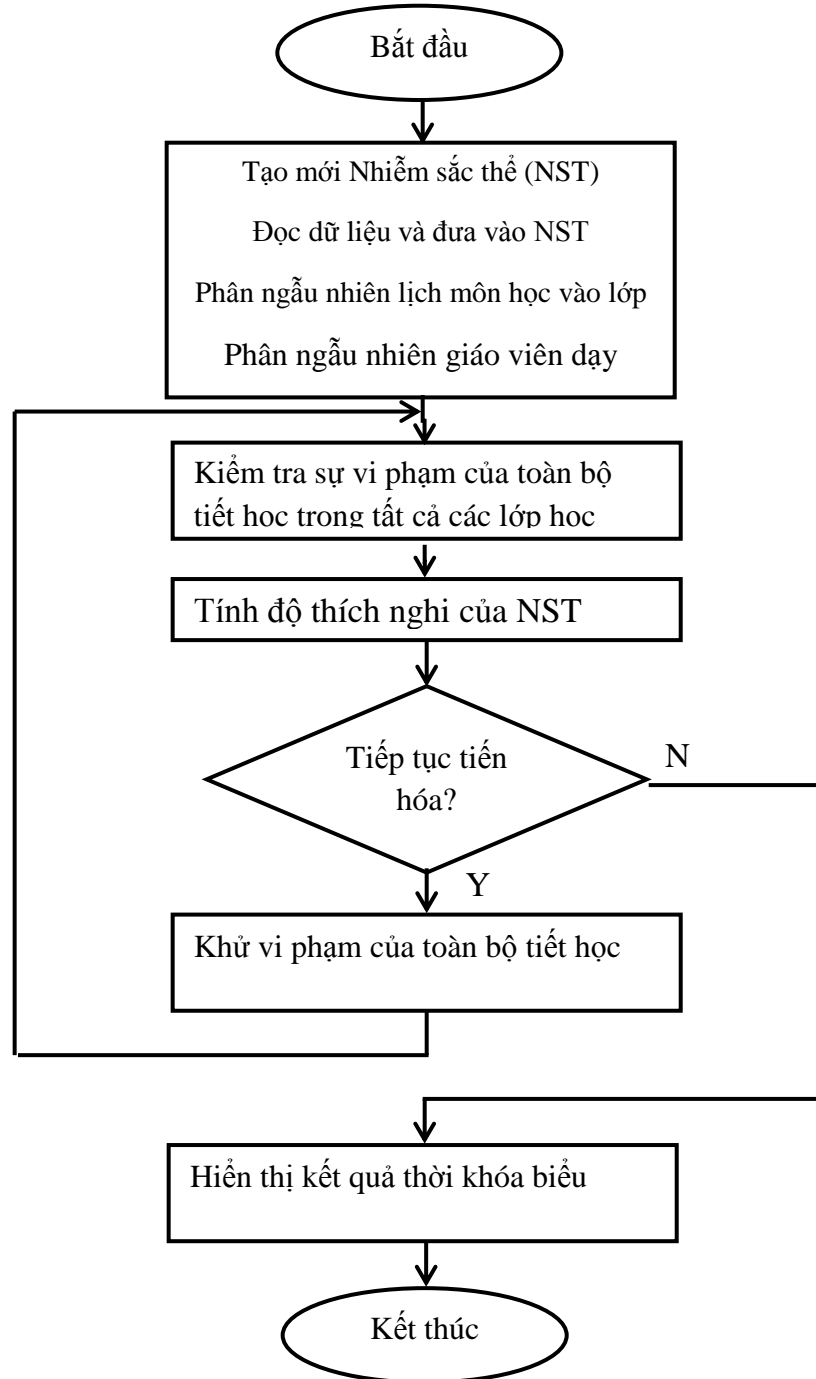 Bắt đầu
Tạo mới Nhiễm sắc thể (NST)
Đọc dữ liệu và đưa vào NST
Phân ngẫu nhiên lịch môn học vào lớp
Phân ngẫu nhiên giáo viên dạy
Kiểm tra sự vi phạm của toàn bộ
tiết học trong tất cả các lớp học
Tính độ thích nghi của NST
Tiếp tục tiến
hóa?
N
Y
Khử vi phạm của toàn bộ tiết học
Hiển thị kết quả thời khóa biểu
Kết thúc